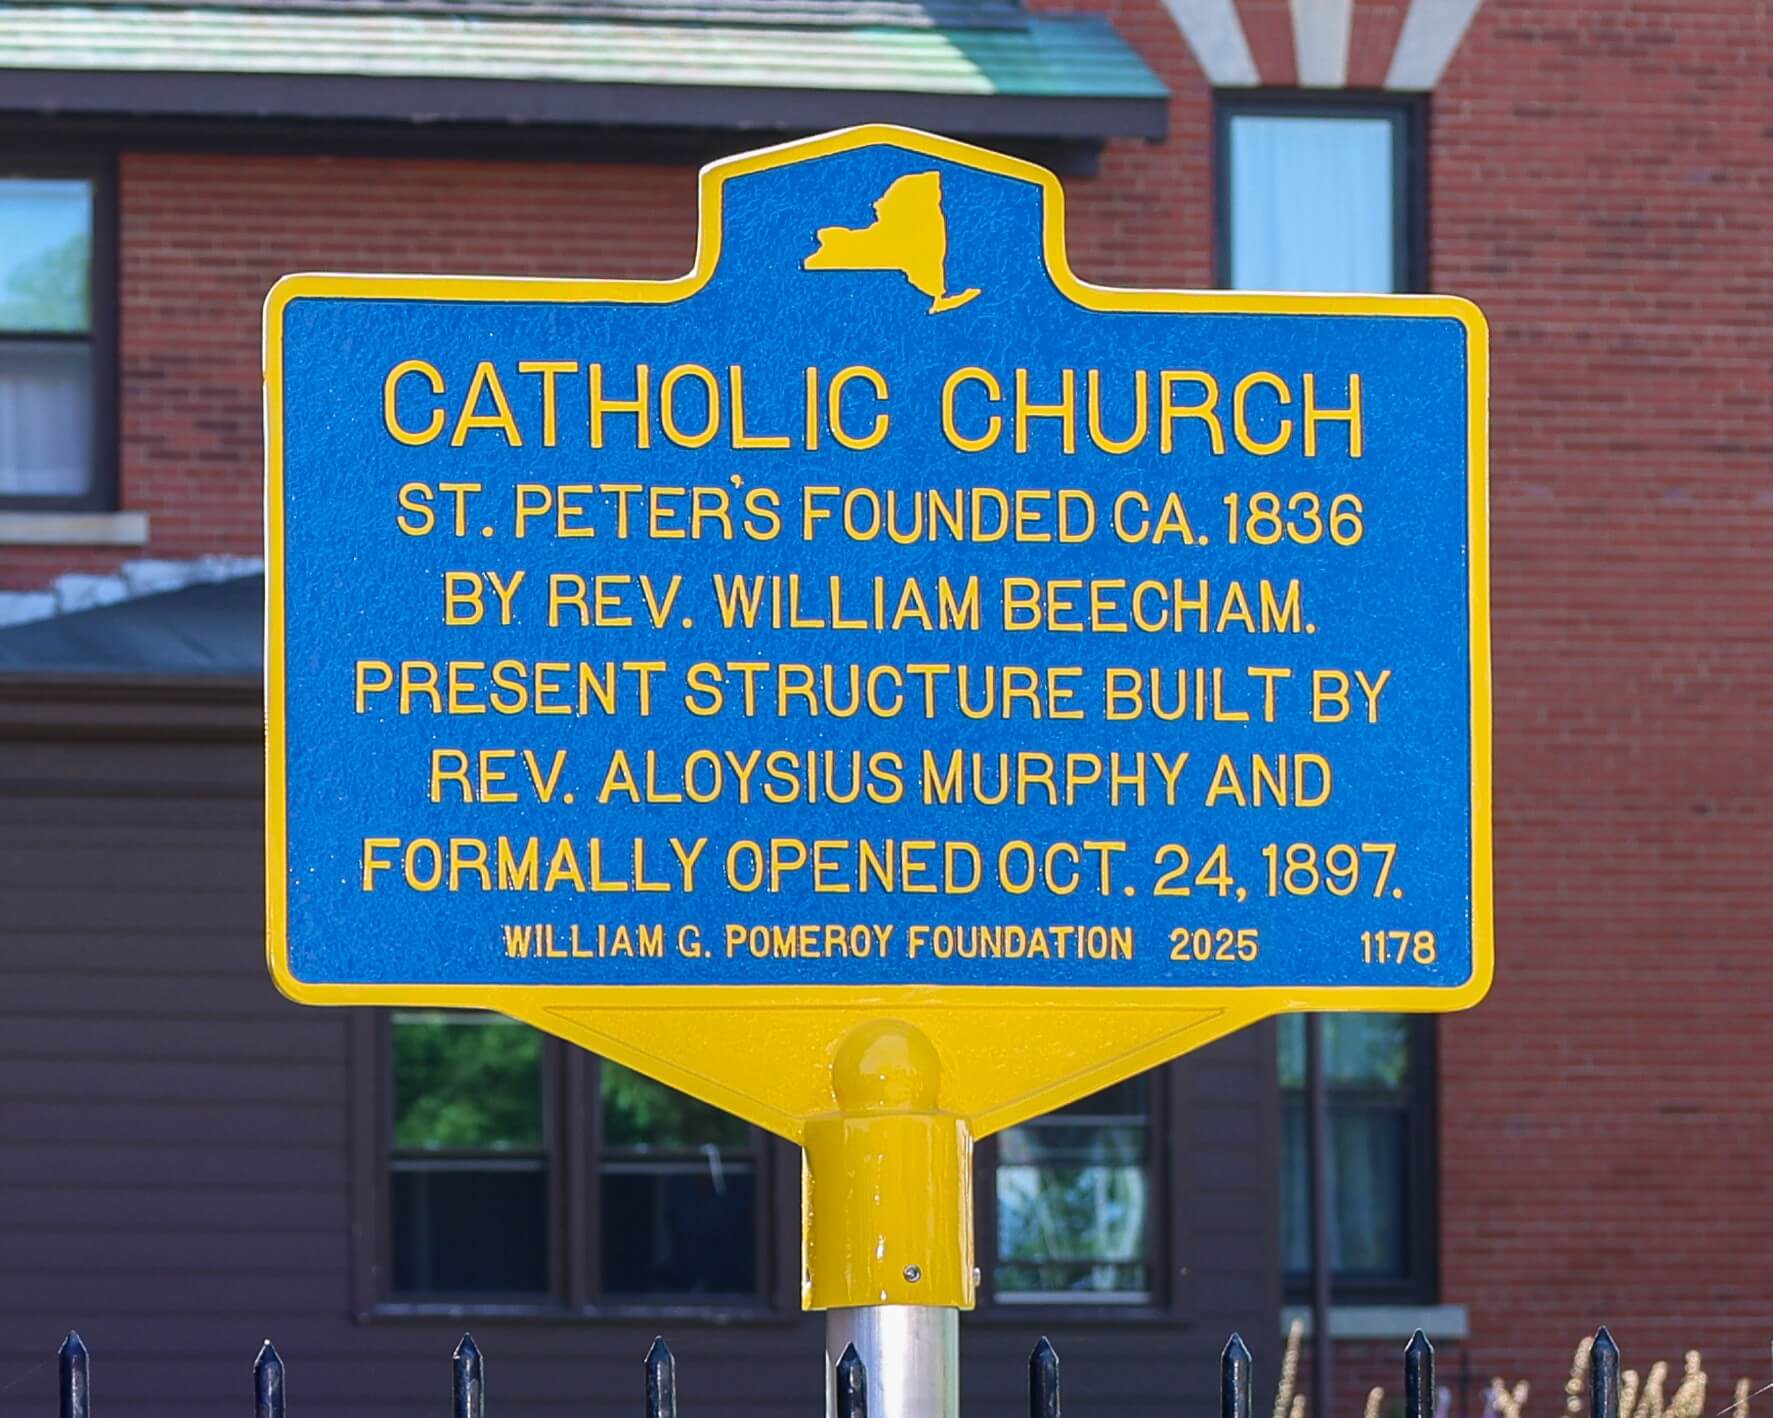 CATHOLIC CHURCH
ST. PETER'S FOUNDED CA. 1836
BY REV. WILLIAM BEECHAM.
PRESENT STRUCTURE BUILT BY
REV. ALOYSIUS MURPHY AND
FORMALLY OPENED OCT. 24, 1897.
WILLIAM G. POMEROY FOUNDATION 2025 1178